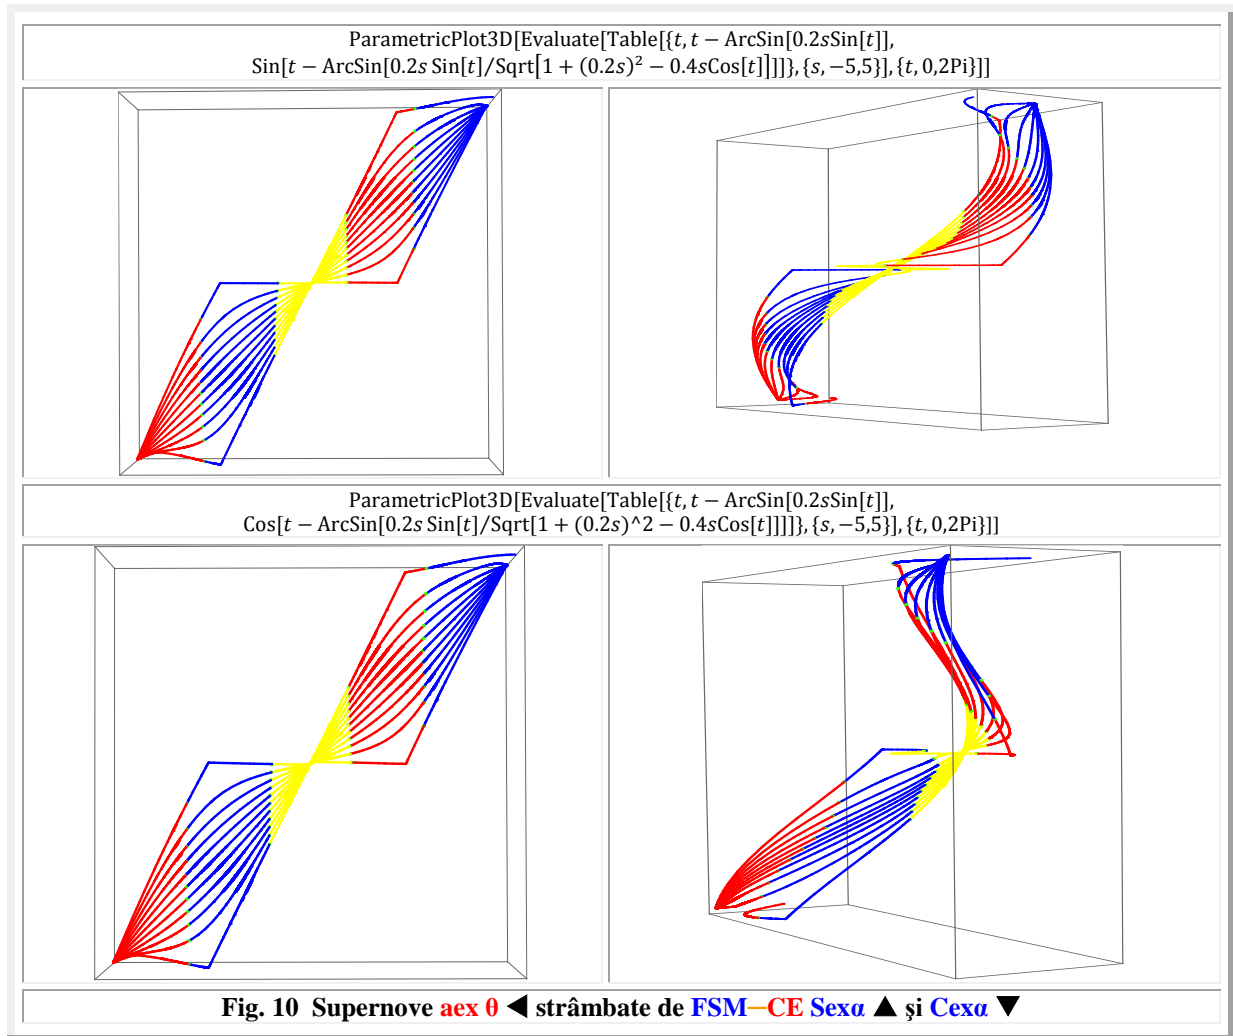 ParametricPlot3D[Evaluate[Table[{t, t − ArcSin[0.2sSin[t]],
Sin[t − ArcSin[0.2s Sin[t]/Sqrt[1 + (0.2s)² − 0.4sCos[t]]]]}, {s, −5,5}], {t, 0,2Pi}]]
ParametricPlot3D[Evaluate[Table[{t, t − ArcSin[0.2sSin[t]],
Cos[t − ArcSin[0.2s Sin[t]/Sqrt[1 + (0.2s)^2 − 0.4sCos[t]]]]}, {s, −5,5}], {t, 0,2Pi}]]
Fig. 10 Supernove aex θ ◀ strâmbate de FSM—CE Sexα ▲ şi Cexα ▼